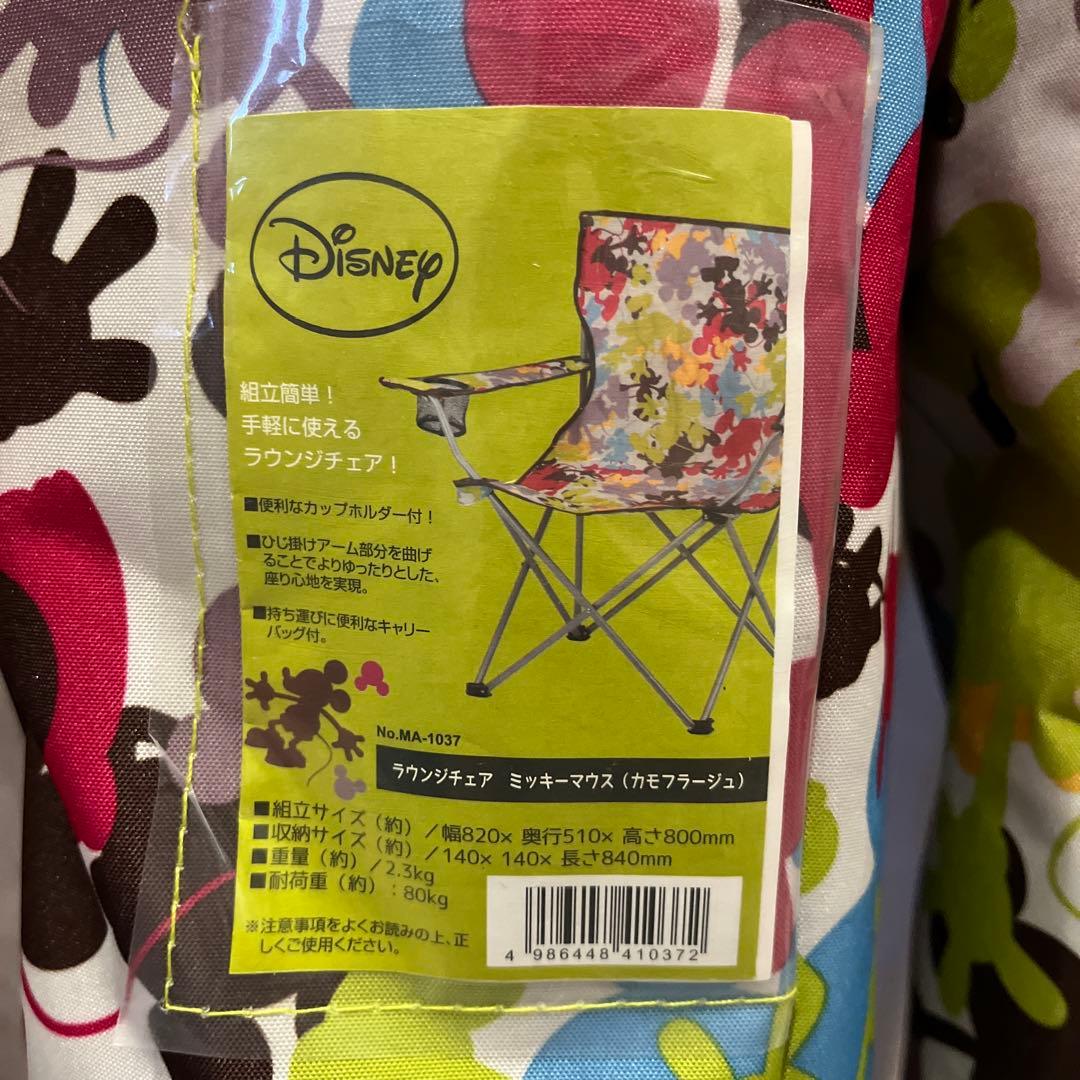 Disney
組立簡単！
手軽に使える
ラウンジチェア！
■便利なカップホルダー付！
■ひじ掛けアーム部分を曲げ
ることでよりゆったりとした、
座り心地を実現。
■持ち運びに便利なキャリー
バッグ付。
No.MA-1037
ラウンジチェア ミッキーマウス（カモフラージュ）
■組立サイズ（約）／幅820× 奥行510× 高さ800mm
■収納サイズ（約）／140× 140× 長さ840mm
■重量（約）／2.3kg
■耐荷重（約）：80kg
※注意事項をよくお読みの上、正
しくご使用ください。
4 986448 410372